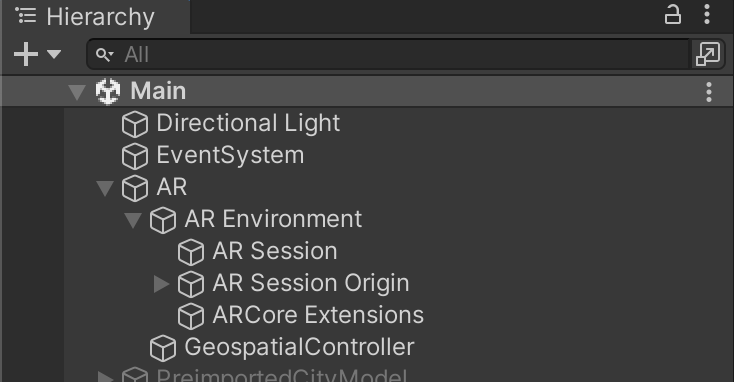 Hierarchy
All
Main
Directional Light
EventSystem
AR
AR Environment
AR Session
AR Session Origin
ARCore Extensions
GeospatialController
PreimportedCityModel